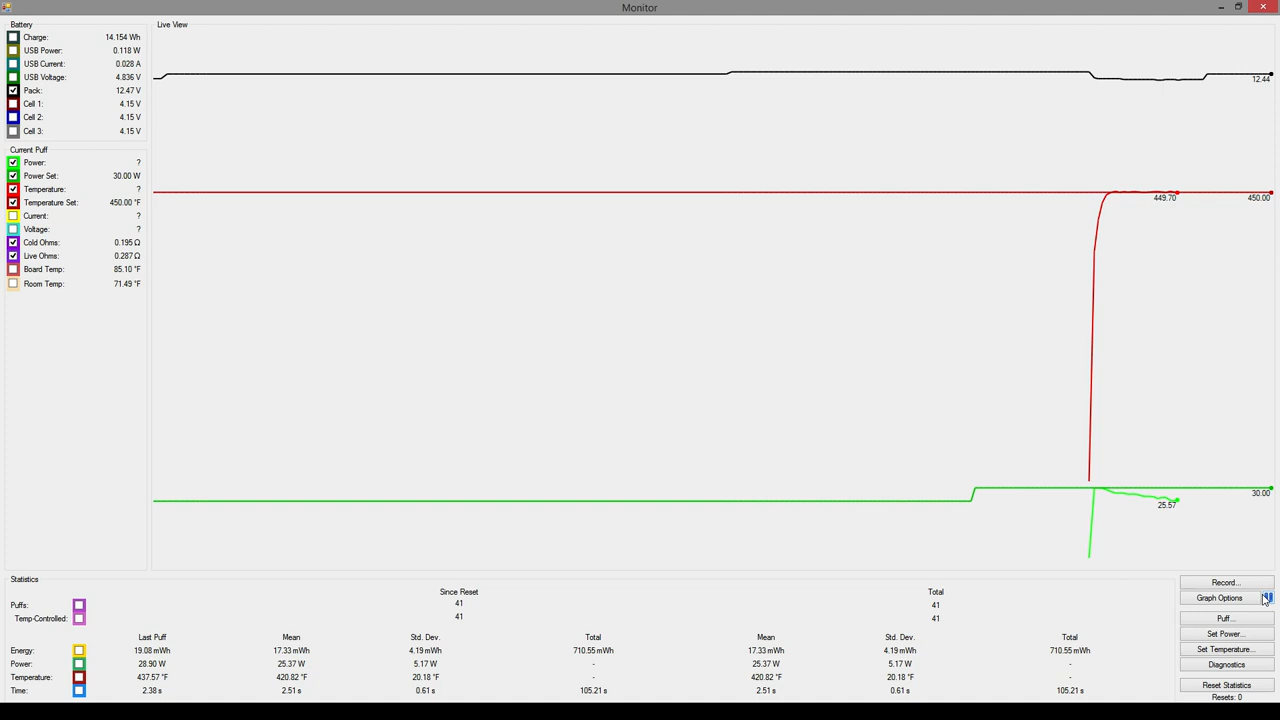 Monitor
Battery
Charge: 14.154 Wh
USB Power: 0.118 W
USB Current: 0.028 A
USB Voltage: 4.836 V
Pack: 12.47 V
Cell 1: 4.15 V
Cell 2: 4.15 V
Cell 3: 4.15 V
Current Puff
Power: ?
Power Set: 30.00 W
Temperature: ?
Temperature Set: 450.00 °F
Current: ?
Voltage: ?
Cold Ohms: 0.195 Ω
Live Ohms: 0.287 Ω
Board Temp: 85.10 °F
Room Temp: 71.49 °F
Live View
12.44
449.70 450.00
30.00
25.57
Statistics
Since Reset Total
Puffs: 41 41
Temp-Controlled: 41 41
Last Puff Mean Std. Dev. Total Mean Std. Dev. Total
Energy: 19.08 mWh 17.33 mWh 4.19 mWh 710.55 mWh 17.33 mWh 4.19 mWh 710.55 mWh
Power: 28.90 W 25.37 W 5.17 W - 25.37 W 5.17 W -
Temperature: 437.57 °F 420.82 °F 20.18 °F - 420.82 °F 20.18 °F -
Time: 2.38 s 2.51 s 0.61 s 105.21 s 2.51 s 0.61 s 105.21 s
Record...
Graph Options
Puff...
Set Power...
Set Temperature...
Diagnostics
Reset Statistics
Resets: 0